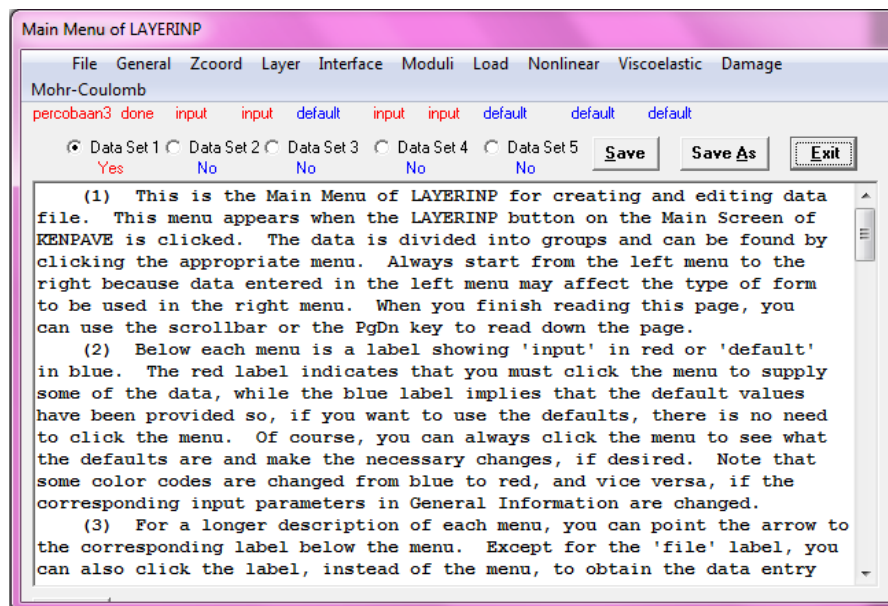 Main Menu of LAYERINP
File General Zcoord Layer Interface Moduli Load Nonlinear Viscoelastic Damage
Mohr-Coulomb
percobaan3 done input input default input input default default default
Data Set 1 Data Set 2 Data Set 3 Data Set 4 Data Set 5 Save Save As Exit
Yes No No No No
(1) This is the Main Menu of LAYERINP for creating and editing data
file. This menu appears when the LAYERINP button on the Main Screen of
KENPAVE is clicked. The data is divided into groups and can be found by
clicking the appropriate menu. Always start from the left menu to the
right because data entered in the left menu may affect the type of form
to be used in the right menu. When you finish reading this page, you
can use the scrollbar or the PgDn key to read down the page.
(2) Below each menu is a label showing 'input' in red or 'default'
in blue. The red label indicates that you must click the menu to supply
some of the data, while the blue label implies that the default values
have been provided so, if you want to use the defaults, there is no need
to click the menu. Of course, you can always click the menu to see what
the defaults are and make the necessary changes, if desired. Note that
some color codes are changed from blue to red, and vice versa, if the
corresponding input parameters in General Information are changed.
(3) For a longer description of each menu, you can point the arrow to
the corresponding label below the menu. Except for the 'file' label, you
can also click the label, instead of the menu, to obtain the data entry